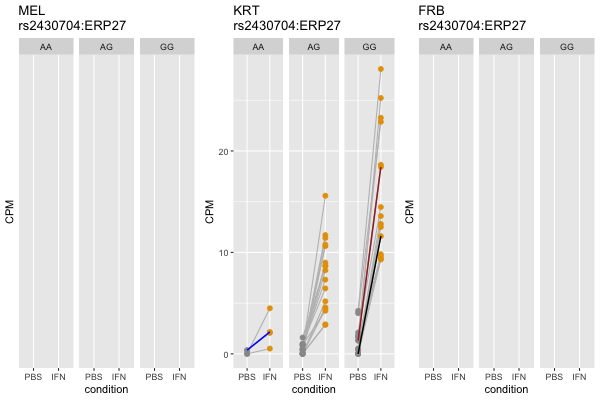 MEL
rs2430704:ERP27
AA AG GG
CPM
PBS IFN PBS IFN PBS IFN
condition
KRT
rs2430704:ERP27
AA AG GG
CPM
20
10
0
PBS IFN PBS IFN PBS IFN
condition
FRB
rs2430704:ERP27
AA AG GG
CPM
PBS IFN PBS IFN PBS IFN
condition